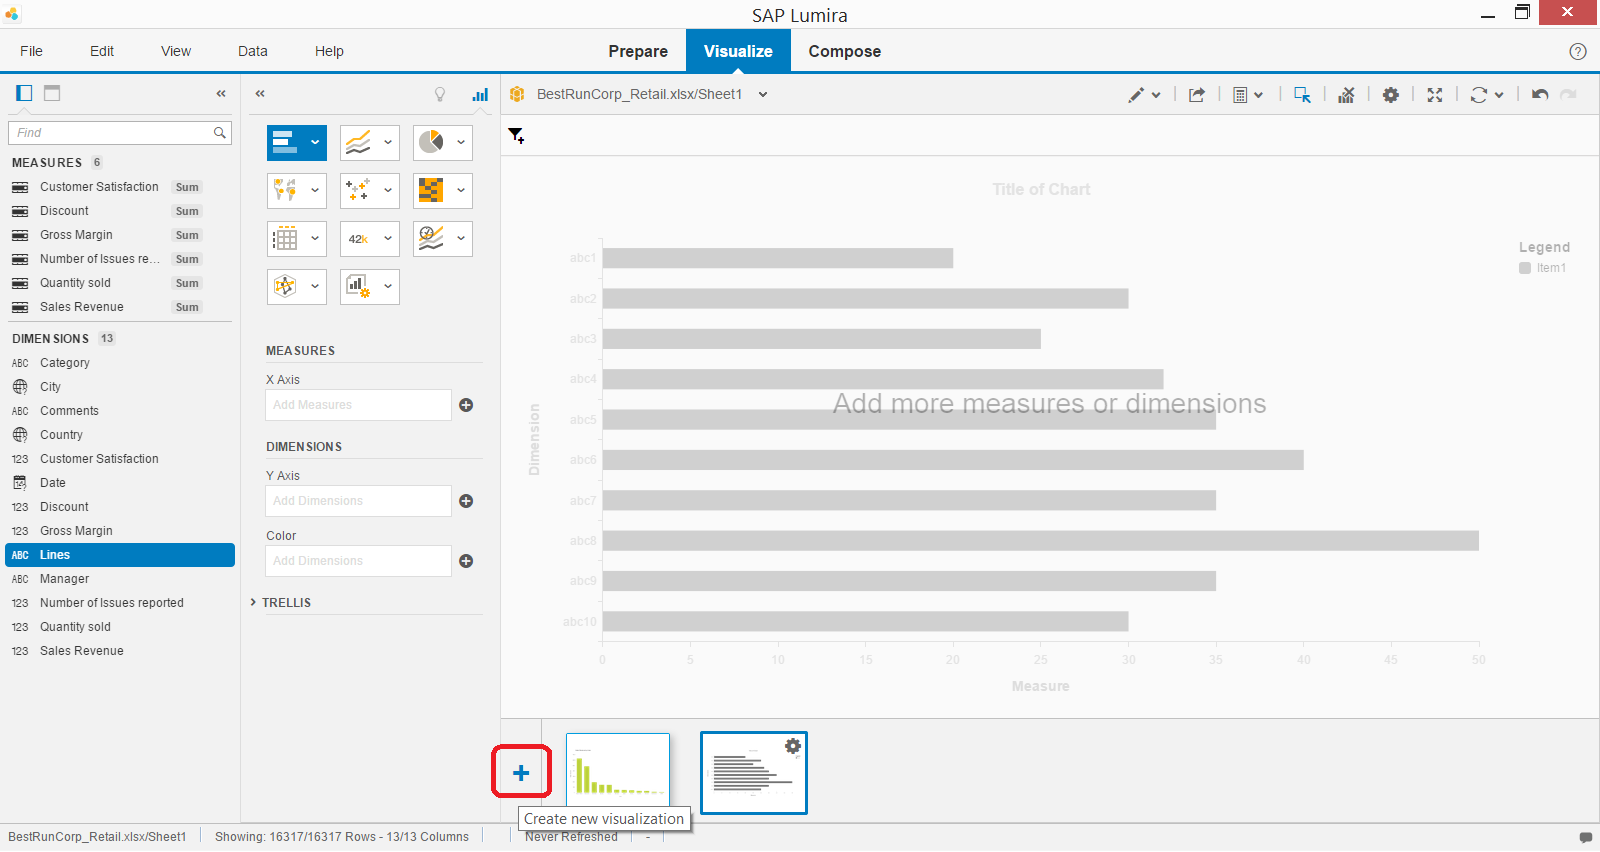 SAP Lumira
File Edit View Data Help Prepare Visualize Compose
BestRunCorp_Retail.xlsx/Sheet1
Find
MEASURES 6
Customer Satisfaction Sum
Discount Sum
Gross Margin Sum
Number of Issues re... Sum
Quantity sold Sum
Sales Revenue Sum
DIMENSIONS 13
ABC Category
City
ABC Comments
Country
123 Customer Satisfaction
Date
123 Discount
123 Gross Margin
ABC Lines
ABC Manager
123 Number of Issues reported
123 Quantity sold
123 Sales Revenue
42k
MEASURES
X Axis
Add Measures
DIMENSIONS
Y Axis
Add Dimensions
Color
Add Dimensions
TRELLIS
Title of Chart
Legend
Item1
Dimension
abc1
abc2
abc3
abc4
Add more measures or dimensions
abc5
abc6
abc7
abc8
abc9
abc10
0 5 10 15 20 25 30 35 40 45 50
Measure
Create new visualization
BestRunCorp_Retail.xlsx/Sheet1 Showing: 16317/16317 Rows - 13/13 Columns Never Refreshed -